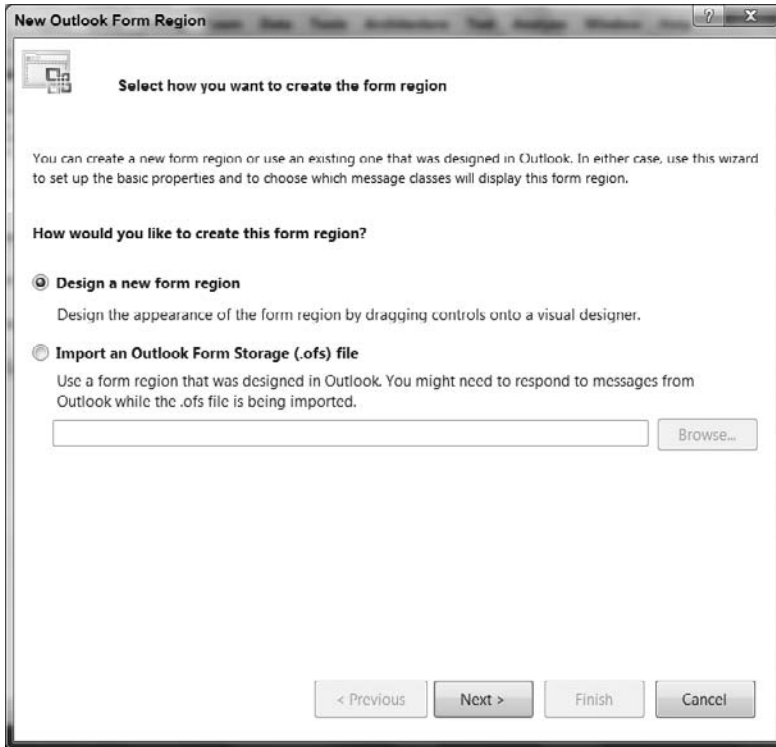 New Outlook Form Region
Data Tools Architecture Test Analyze Window
Select how you want to create the form region
You can create a new form region or use an existing one that was designed in Outlook. In either case, use this wizard
to set up the basic properties and to choose which message classes will display this form region.
How would you like to create this form region?
Design a new form region
Design the appearance of the form region by dragging controls onto a visual designer.
Import an Outlook Form Storage (.ofs) file
Use a form region that was designed in Outlook. You might need to respond to messages from
Outlook while the .ofs file is being imported.
Browse...
< Previous Next > Finish Cancel